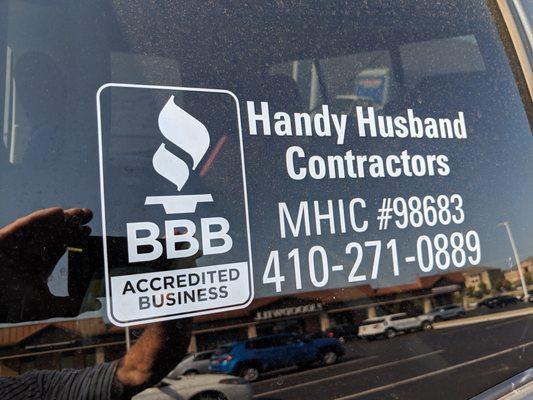 BBB
ACCREDITED
BUSINESS
Handy Husband
Contractors
MHIC #98683
410-271-0889